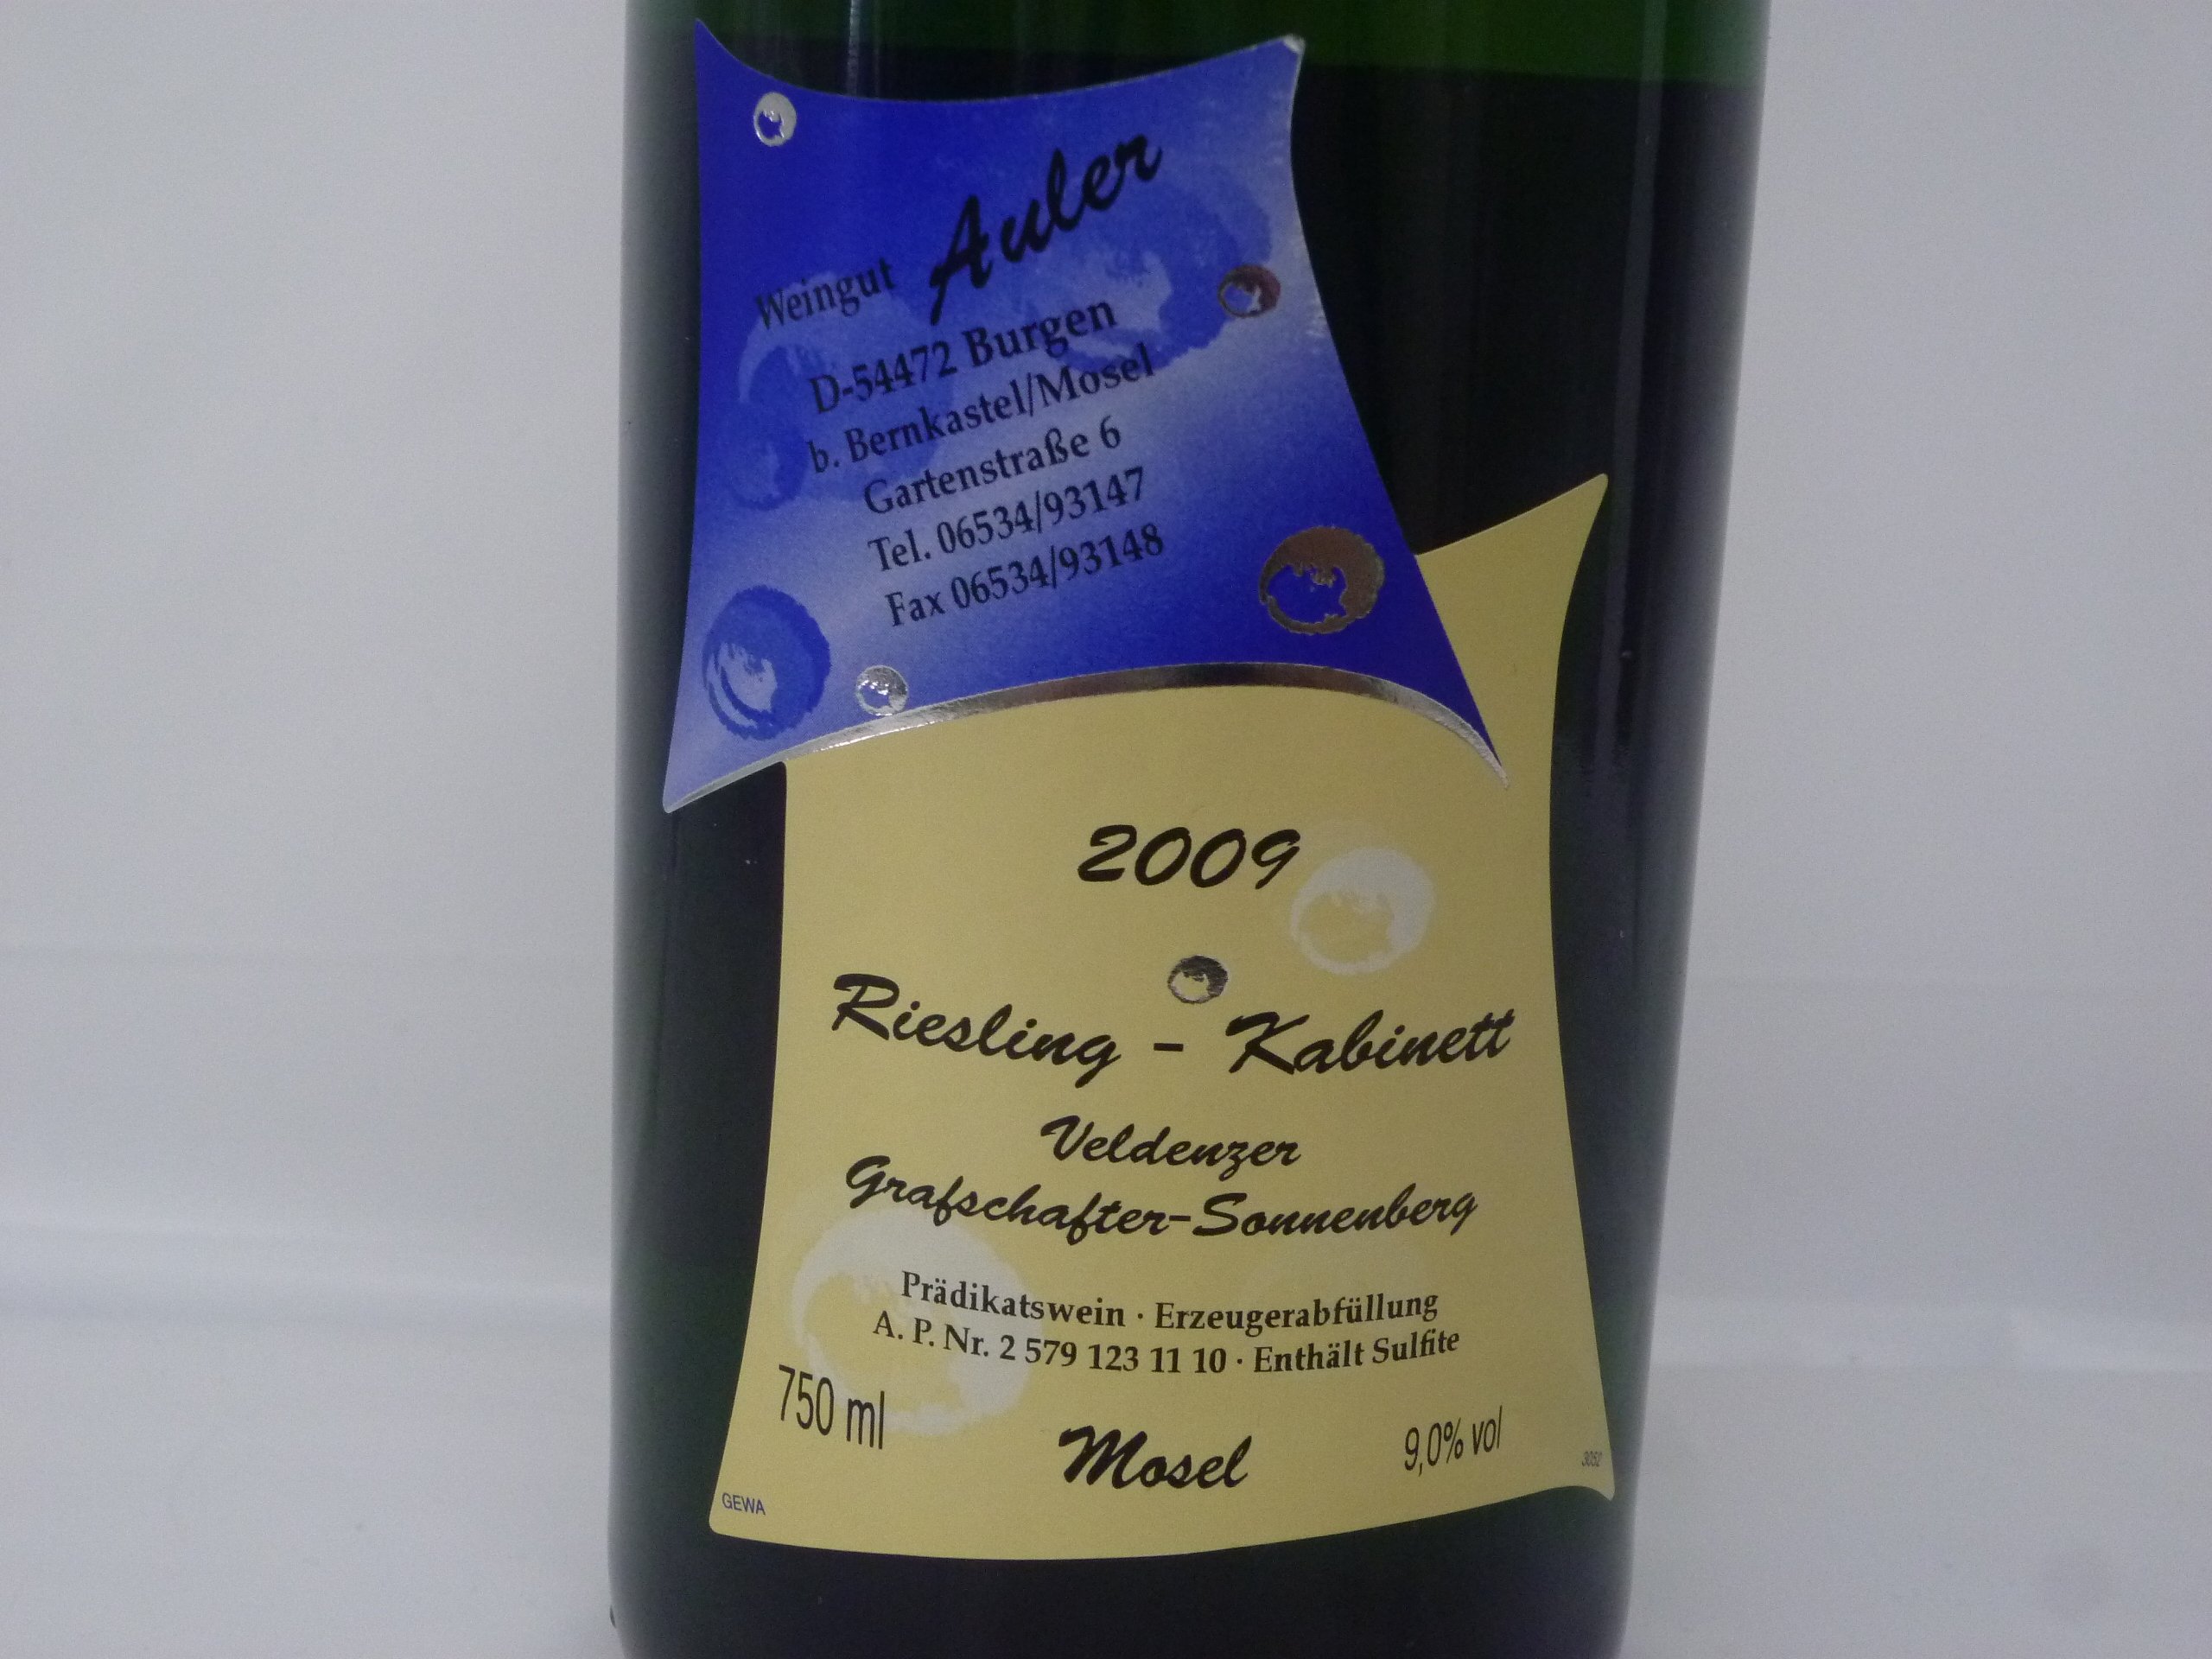 Weingut Auler
D-54472 Burgen
b. Bernkastel/Mosel
Gartenstraße 6
Tel. 06534/93147
Fax 06534/93148
2009
Riesling - Kabinett
Veldenzer
Grafschafter-Sonnenberg
Prädikatswein · Erzeugerabfüllung
A. P. Nr. 2 579 123 11 10 · Enthält Sulfite
750 ml
Mosel
9,0% vol
GEWA
3052